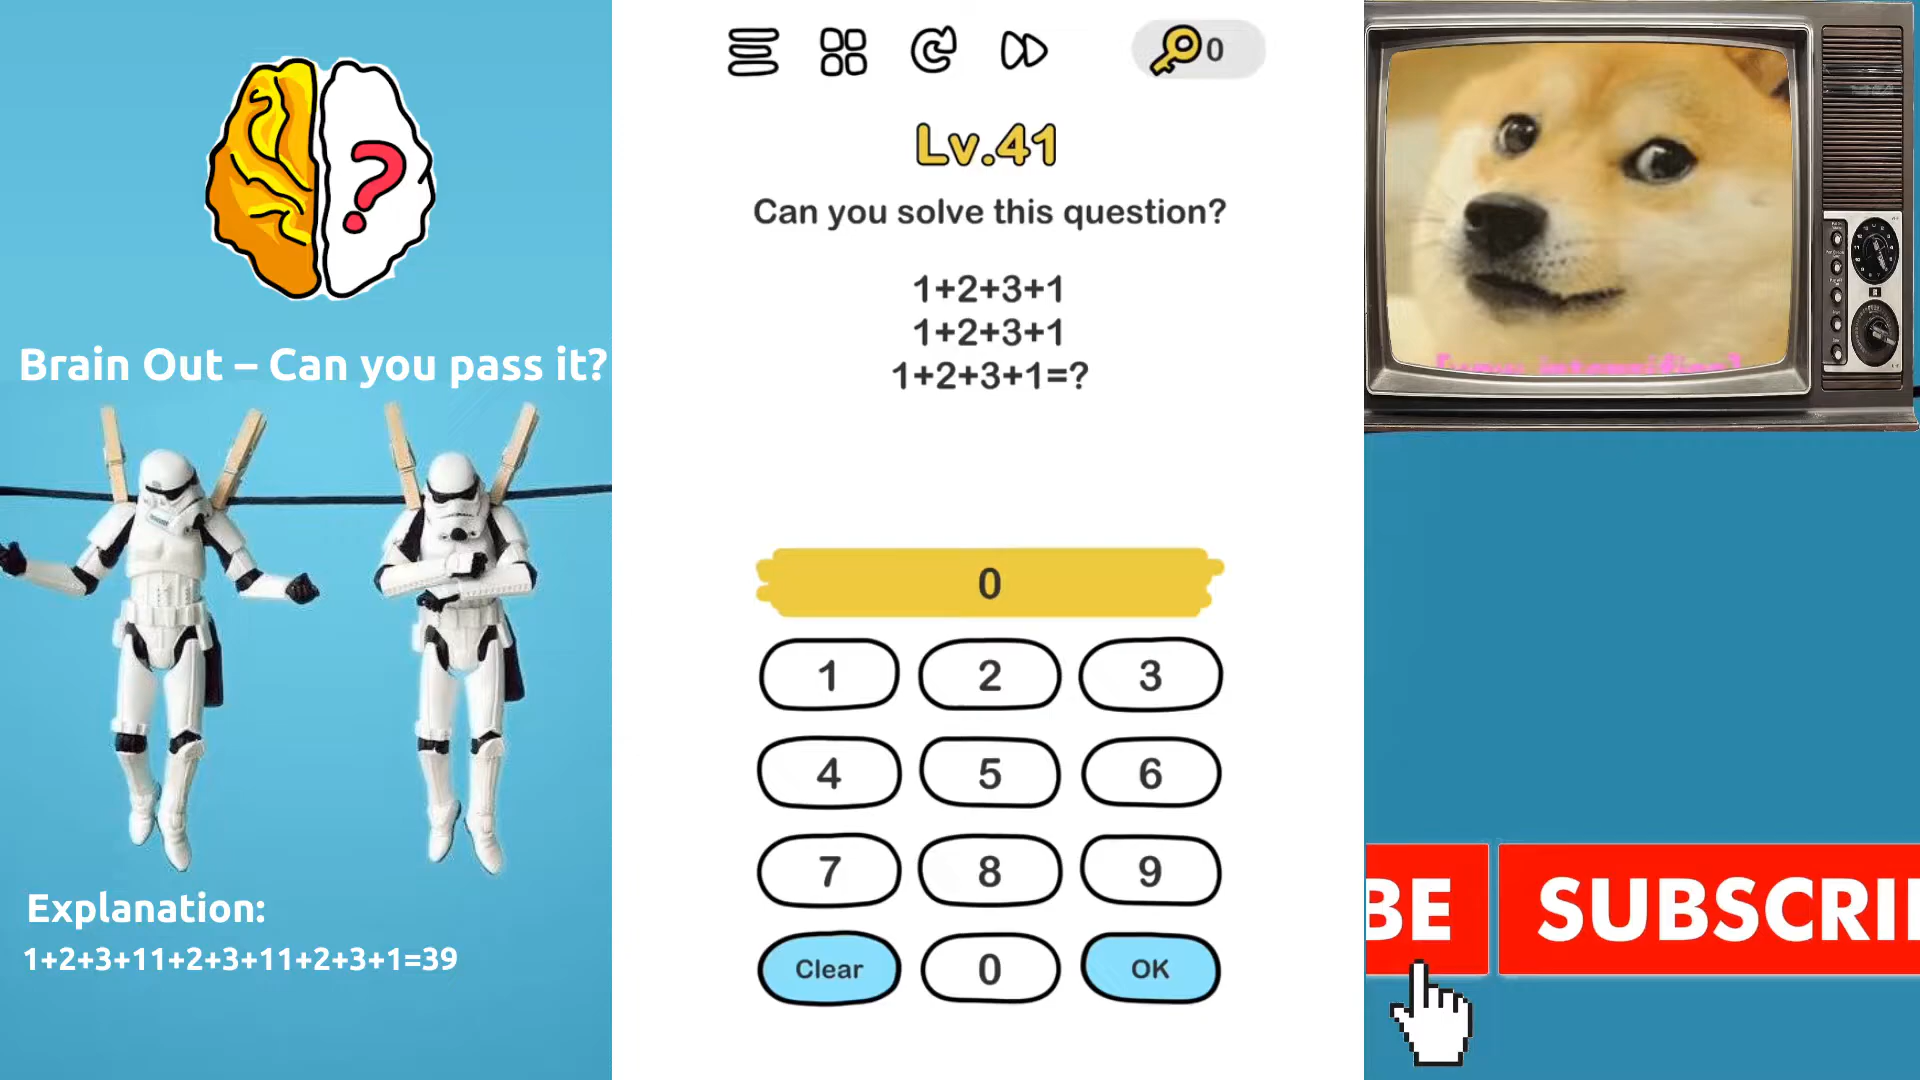 Brain Out – Can you pass it?
Explanation:
1+2+3+11+2+3+11+2+3+1=39
0
Lv.41
Can you solve this question?
1+2+3+1
1+2+3+1
1+2+3+1=?
0
1 2 3
4 5 6
7 8 9
Clear 0 OK
BE SUBSCRI